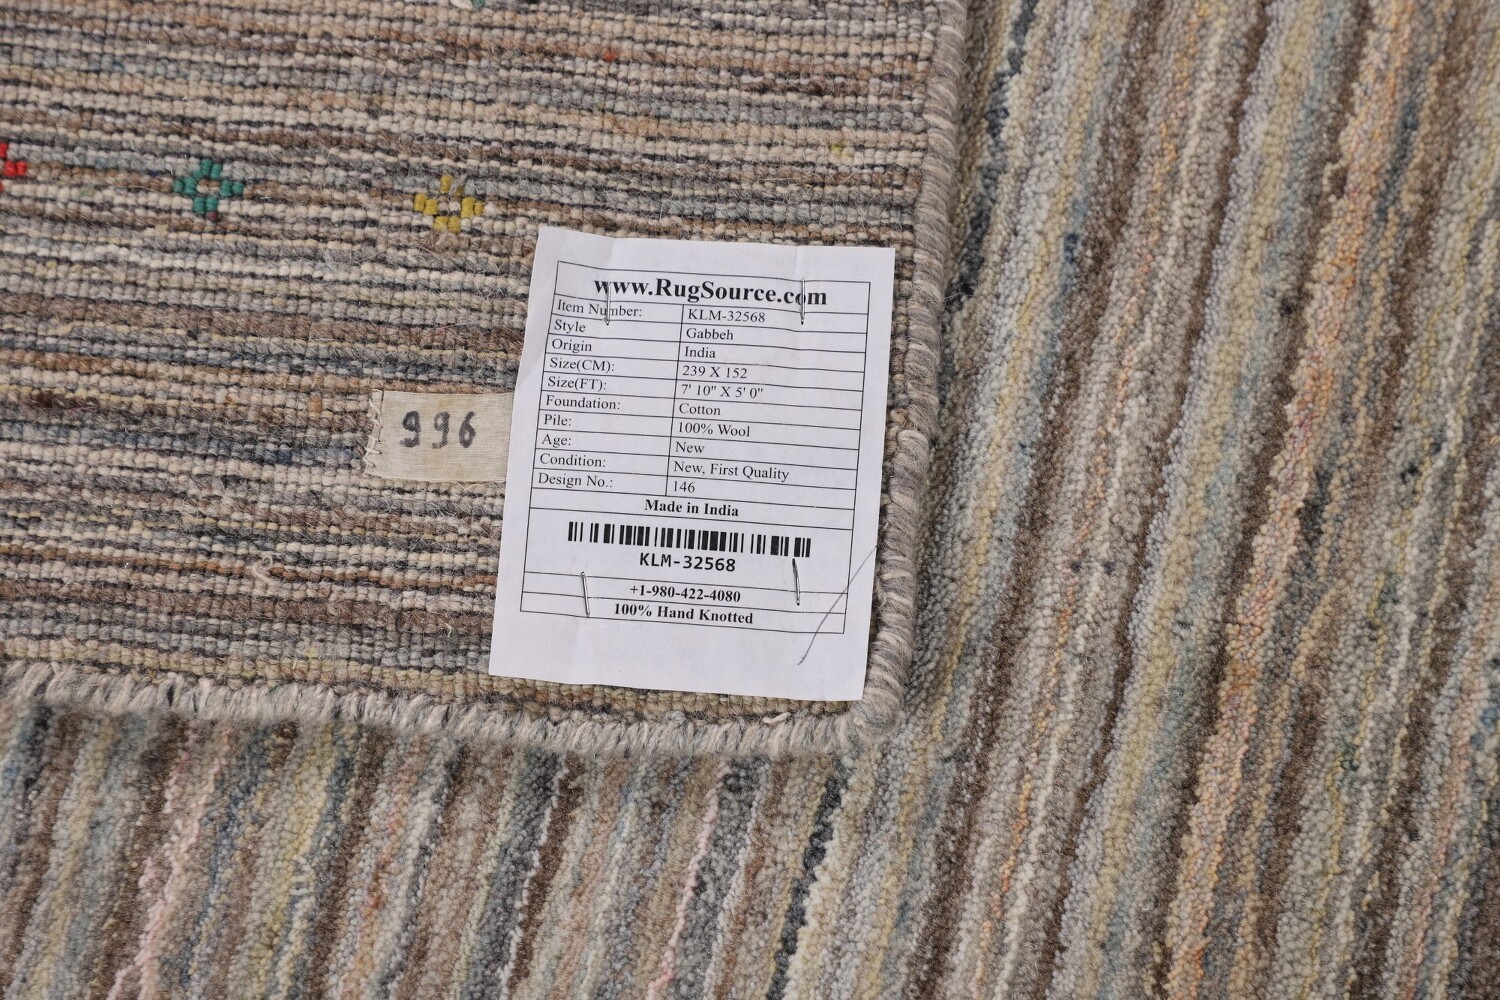 www.RugSource.com
Item Number: KLM-32568
Style Gabbeh
Origin India
Size(CM): 239 X 152
Size(FT): 7' 10" X 5' 0"
Foundation: Cotton
Pile: 100% Wool
Age: New
Condition: New, First Quality
Design No.: 146
Made in India
KLM-32568
+1-980-422-4080
100% Hand Knotted
996